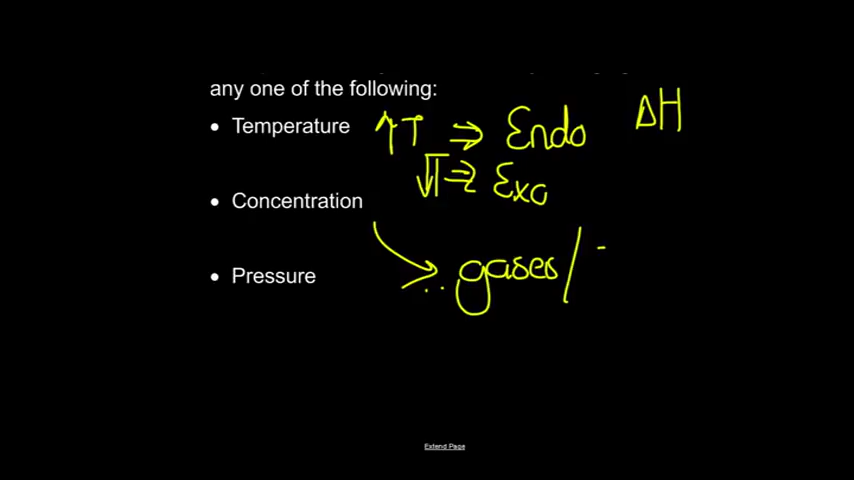 any one of the following:
• Temperature ↑T ⇒ Endo ΔH
↓T ⇒ Exo
• Concentration
gases /
• Pressure
Extend Page